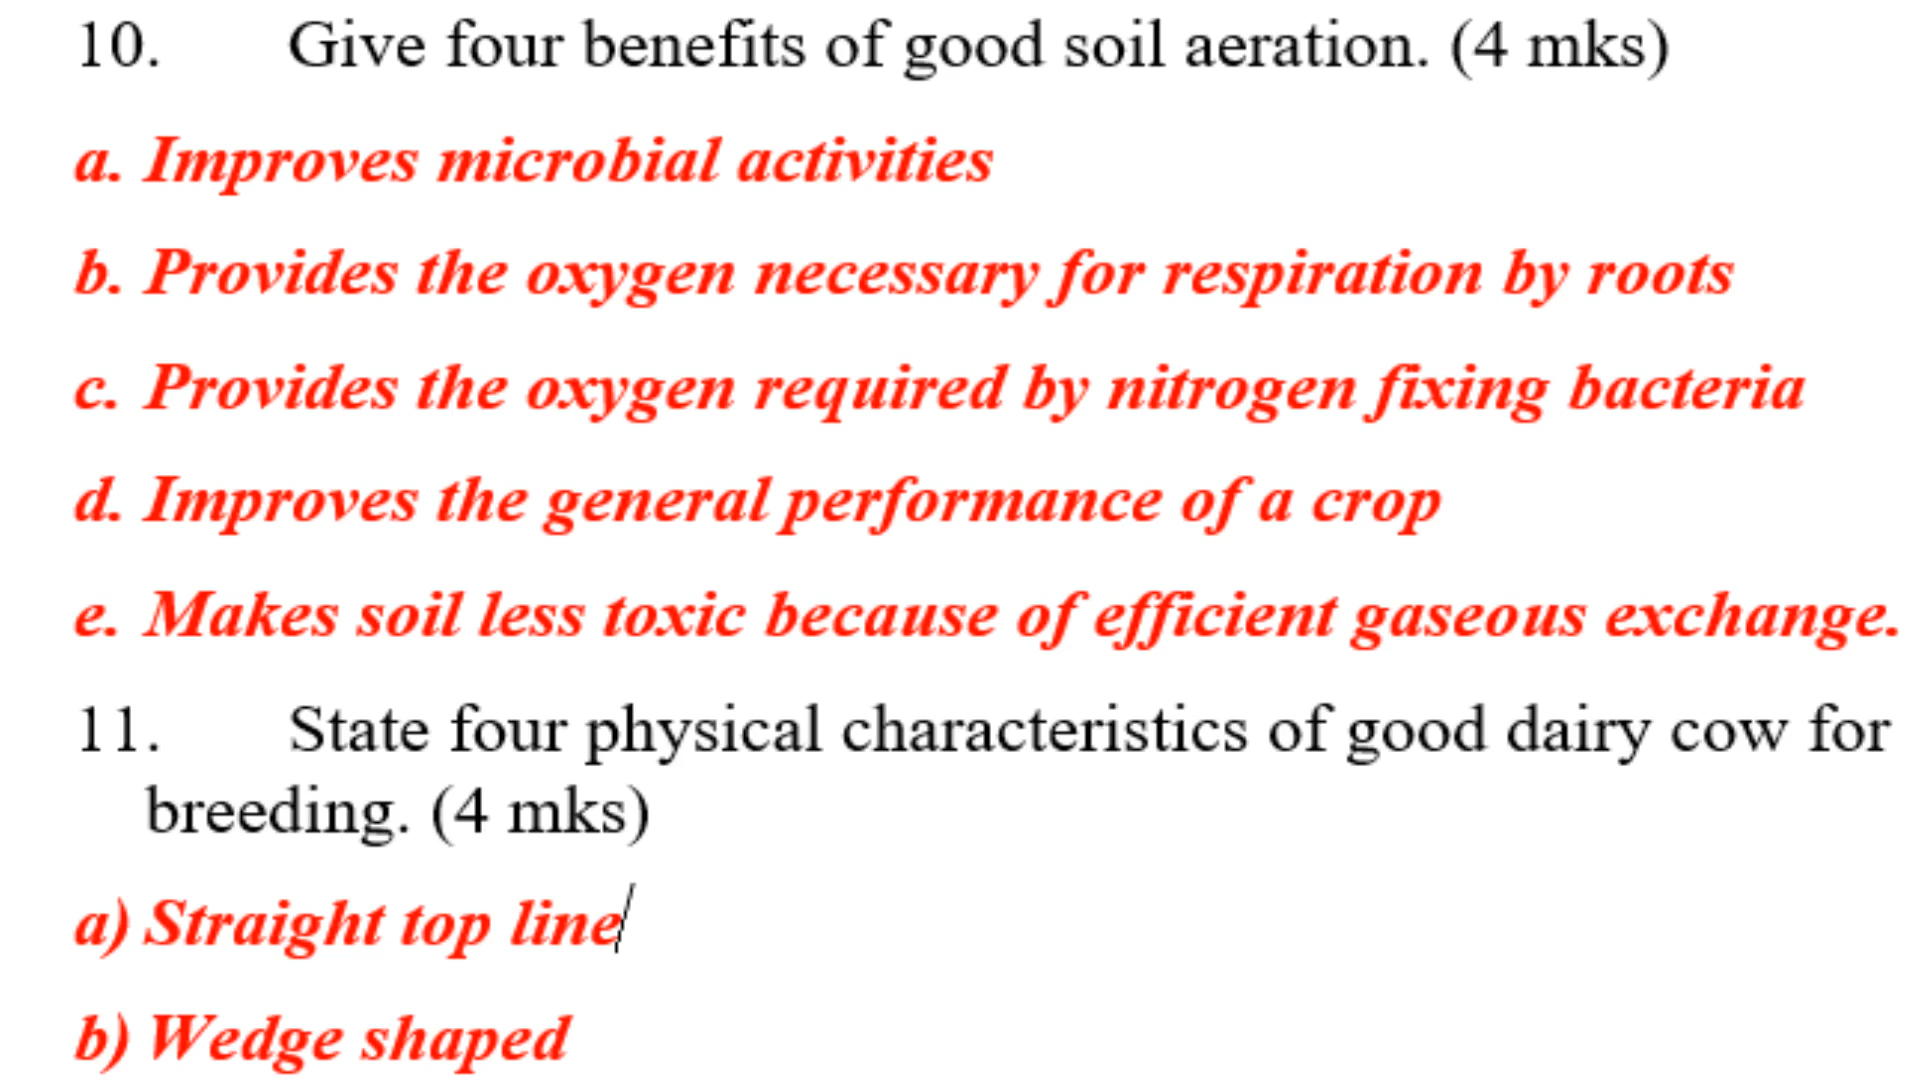 10. Give four benefits of good soil aeration. (4 mks)
a. Improves microbial activities
b. Provides the oxygen necessary for respiration by roots
c. Provides the oxygen required by nitrogen fixing bacteria
d. Improves the general performance of a crop
e. Makes soil less toxic because of efficient gaseous exchange.
11. State four physical characteristics of good dairy cow for
breeding. (4 mks)
a) Straight top line
b) Wedge shaped